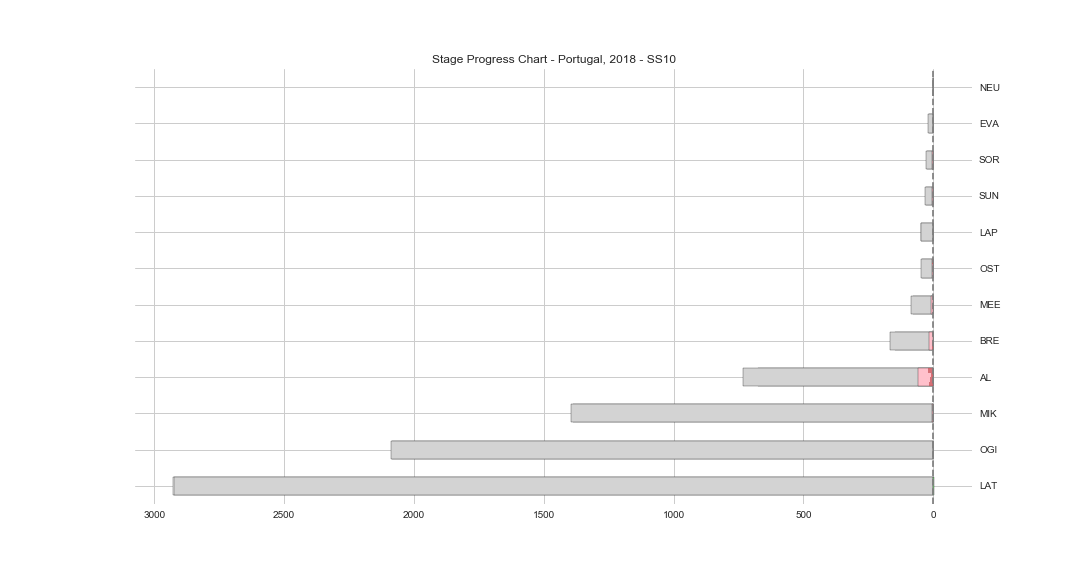 Stage Progress Chart - Portugal, 2018 - SS10
NEU
EVA
SOR
SUN
LAP
OST
MEE
BRE
AL
MIK
OGI
LAT
3000 2500 2000 1500 1000 500 0